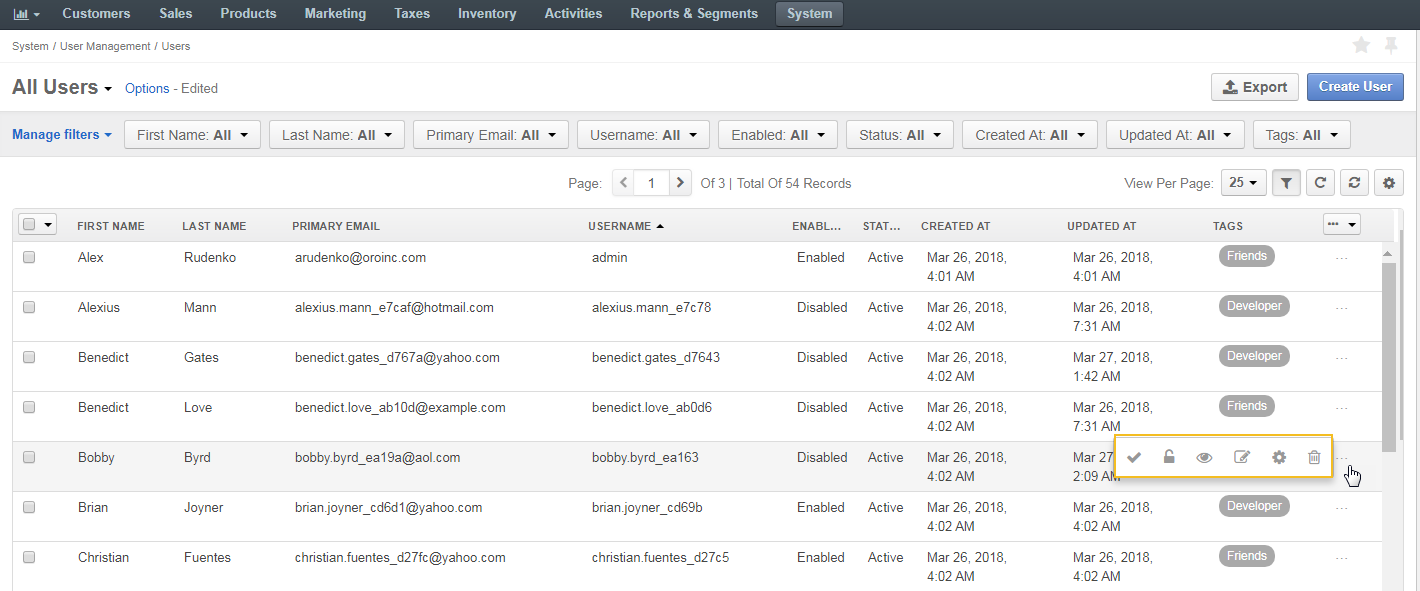 Customers Sales Products Marketing Taxes Inventory Activities Reports & Segments System
System / User Management / Users
All Users Options - Edited Export Create User
Manage filters First Name: All Last Name: All Primary Email: All Username: All Enabled: All Status: All Created At: All Updated At: All Tags: All
Page: 1 Of 3 | Total Of 54 Records View Per Page: 25
FIRST NAME LAST NAME PRIMARY EMAIL USERNAME ENABL... STAT... CREATED AT UPDATED AT TAGS ...
Alex Rudenko arudenko@oroinc.com admin Enabled Active Mar 26, 2018, Mar 26, 2018, Friends ...
4:01 AM 4:01 AM
Alexius Mann alexius.mann_e7caf@hotmail.com alexius.mann_e7c78 Disabled Active Mar 26, 2018, Mar 26, 2018, Developer ...
4:02 AM 7:31 AM
Benedict Gates benedict.gates_d767a@yahoo.com benedict.gates_d7643 Disabled Active Mar 26, 2018, Mar 27, 2018, Developer ...
4:02 AM 1:42 AM
Benedict Love benedict.love_ab10d@example.com benedict.love_ab0d6 Disabled Active Mar 26, 2018, Mar 26, 2018, Friends ...
4:02 AM 7:31 AM
Bobby Byrd bobby.byrd_ea19a@aol.com bobby.byrd_ea163 Disabled Active Mar 26, 2018, Mar 27 ...
4:02 AM 2:09 AM
Brian Joyner brian.joyner_cd6d1@yahoo.com brian.joyner_cd69b Enabled Active Mar 26, 2018, Mar 26, 2018, Developer ...
4:02 AM 4:02 AM
Christian Fuentes christian.fuentes_d27fc@yahoo.com christian.fuentes_d27c5 Enabled Active Mar 26, 2018, Mar 26, 2018, Friends ...
4:02 AM 4:02 AM